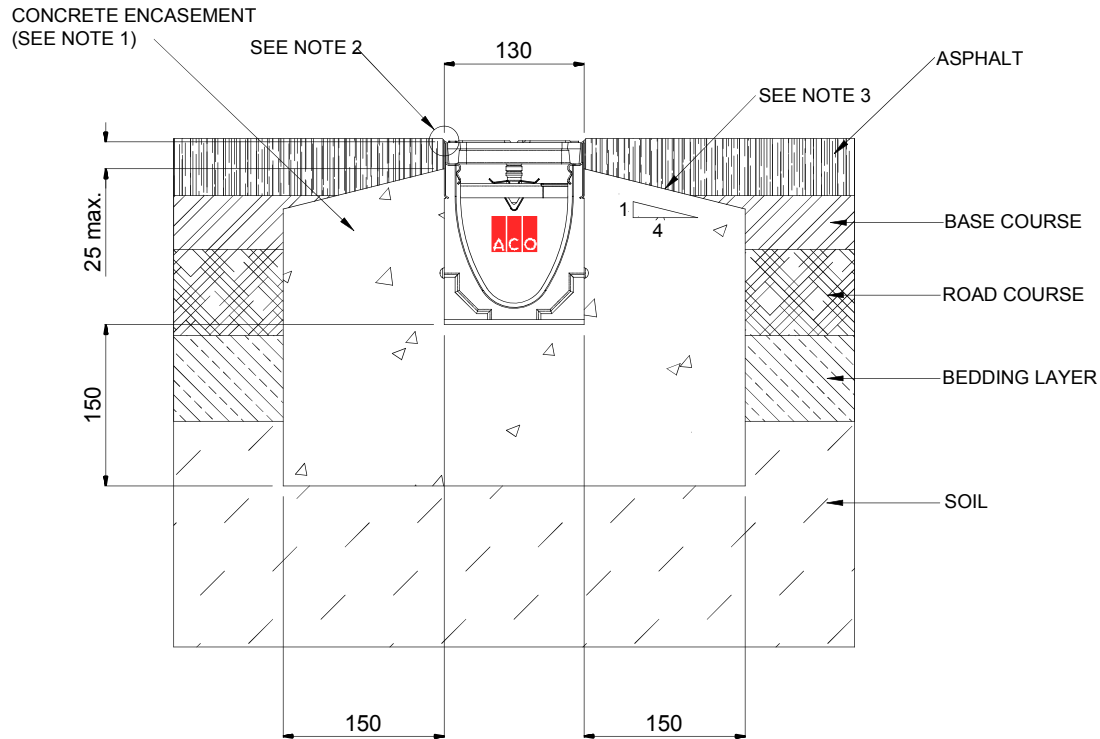 CONCRETE ENCASEMENT
(SEE NOTE 1)
SEE NOTE 2
130
ASPHALT
SEE NOTE 3
25 max.
1
4
ACO
BASE COURSE
ROAD COURSE
BEDDING LAYER
150
SOIL
150
150